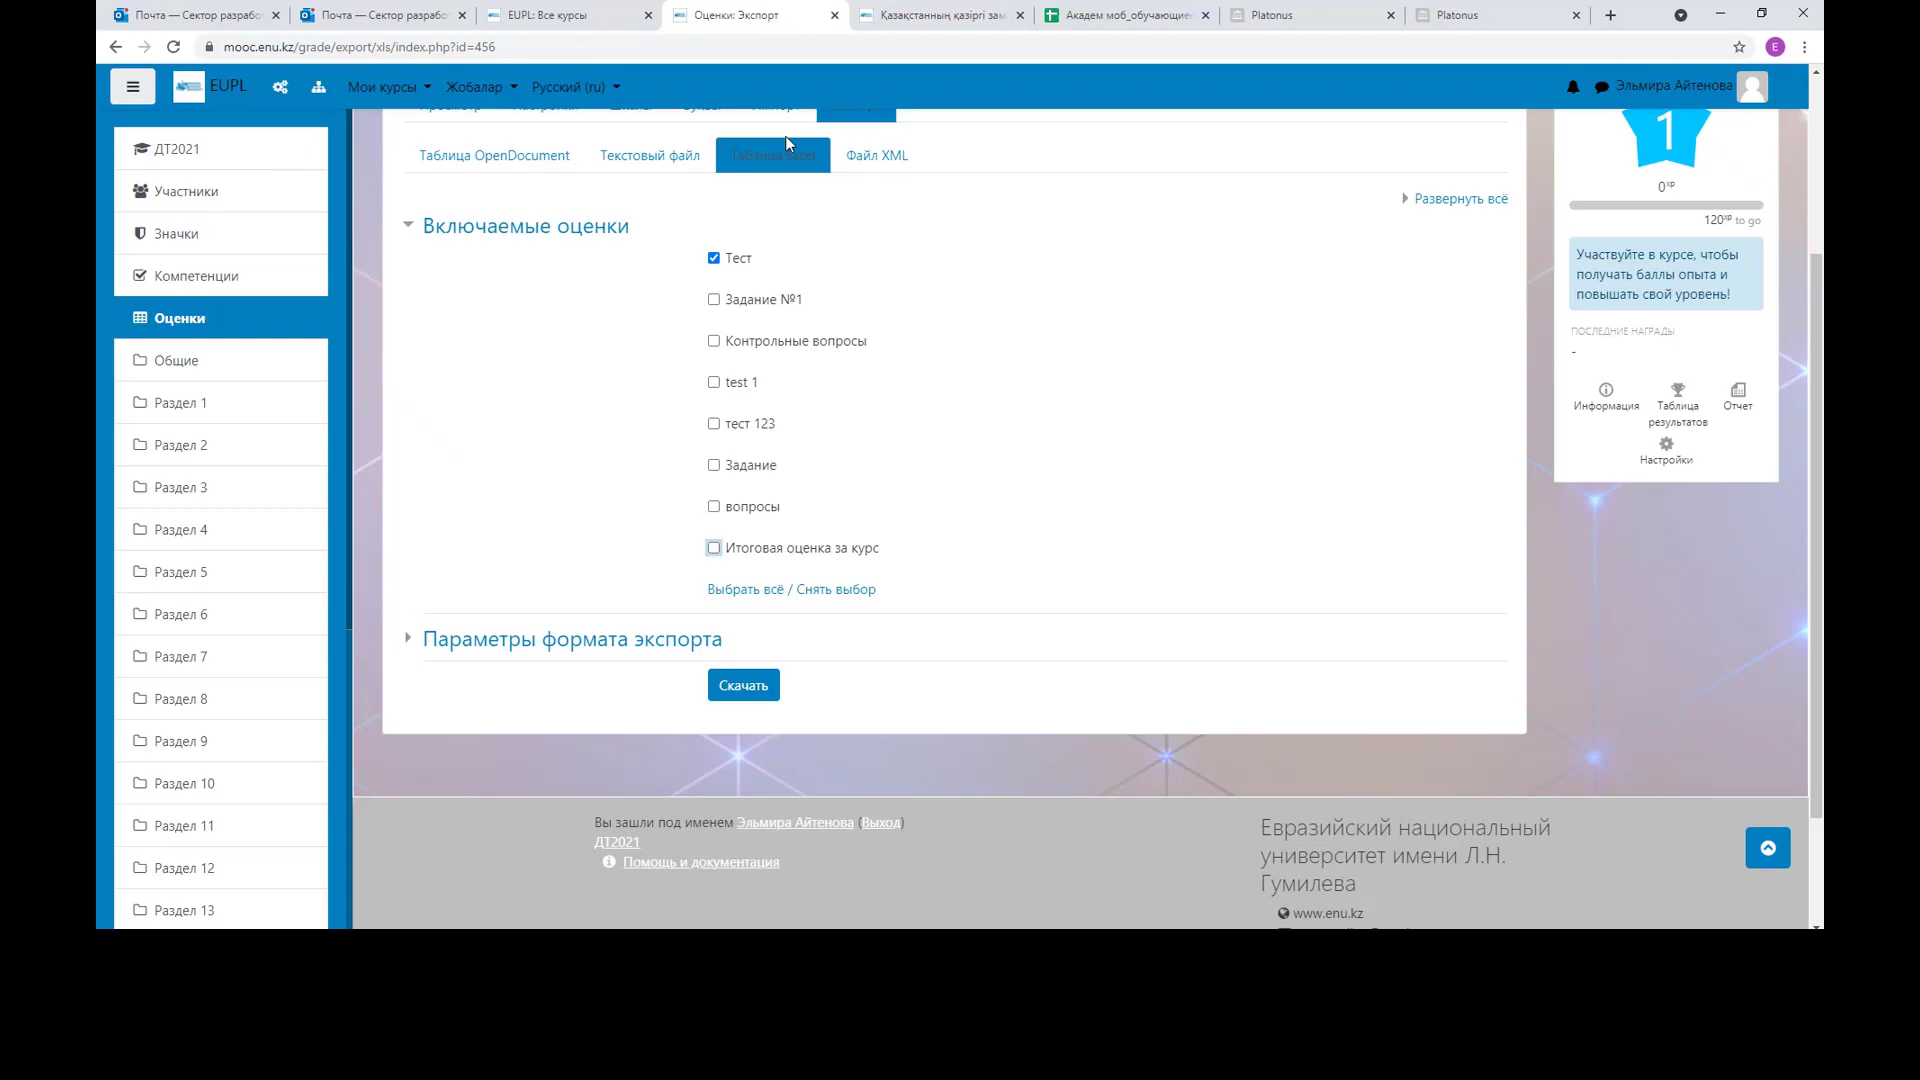 Почта — Сектор разрабо
Почта — Сектор разрабо
EUPL: Все курсы
Оценки: Экспорт
Қазақстанның қазіргі зам
Академ моб_обучающиес
Platonus
Platonus
mooc.enu.kz/grade/export/xls/index.php?id=456
E
EUPL
Мои курсы
Жобалар
Русский (ru)
Эльмира Айтенова
ДТ2021
Участники
Значки
Компетенции
Оценки
Общие
Раздел 1
Раздел 2
Раздел 3
Раздел 4
Раздел 5
Раздел 6
Раздел 7
Раздел 8
Раздел 9
Раздел 10
Раздел 11
Раздел 12
Раздел 13
Таблица OpenDocument
Текстовый файл
Таблица Excel
Файл XML
Развернуть всё
Включаемые оценки
Тест
Задание №1
Контрольные вопросы
test 1
тест 123
Задание
вопросы
Итоговая оценка за курс
Выбрать всё / Снять выбор
Параметры формата экспорта
Скачать
1
0xp
120xp to go
Участвуйте в курсе, чтобы
получать баллы опыта и
повышать свой уровень!
ПОСЛЕДНИЕ НАГРАДЫ
-
Информация
Таблица
результатов
Отчет
Настройки
Вы зашли под именем Эльмира Айтенова (Выход)
ДТ2021
Помощь и документация
Евразийский национальный
университет имени Л.Н.
Гумилева
www.enu.kz